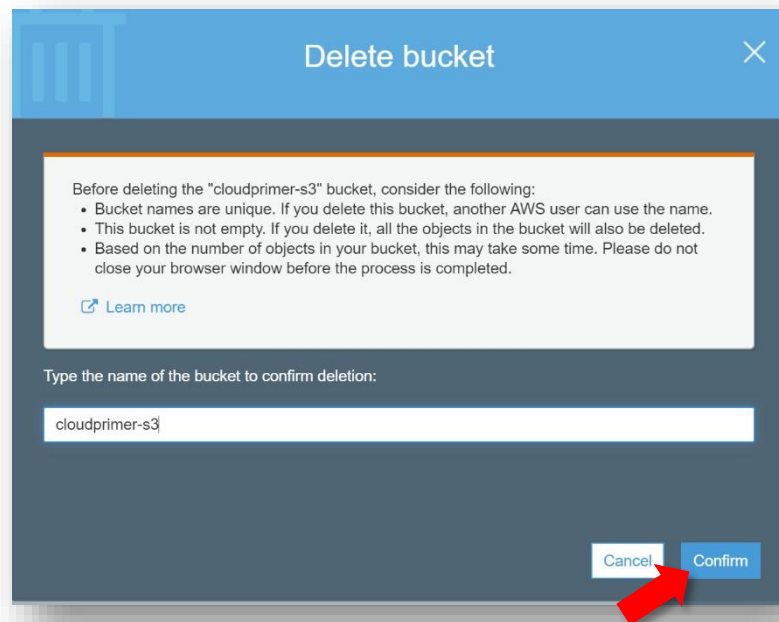 Delete bucket
Before deleting the "cloudprimer-s3" bucket, consider the following:
• Bucket names are unique. If you delete this bucket, another AWS user can use the name.
• This bucket is not empty. If you delete it, all the objects in the bucket will also be deleted.
• Based on the number of objects in your bucket, this may take some time. Please do not
close your browser window before the process is completed.
Learn more
Type the name of the bucket to confirm deletion:
cloudprimer-s3
Cancel Confirm